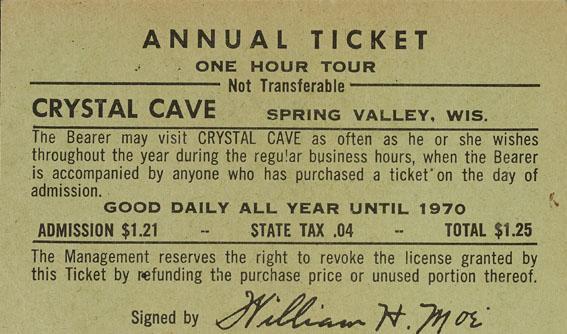 ANNUAL TICKET
ONE HOUR TOUR
Not Transferable
CRYSTAL CAVE SPRING VALLEY, WIS.
The Bearer may visit CRYSTAL CAVE as often as he or she wishes
throughout the year during the regular business hours, when the Bearer
is accompanied by anyone who has purchased a ticket on the day of
admission.
GOOD DAILY ALL YEAR UNTIL 1970
ADMISSION $1.21 -- STATE TAX .04 -- TOTAL $1.25
The Management reserves the right to revoke the license granted by
this Ticket by refunding the purchase price or unused portion thereof.
Signed by William H. Moe